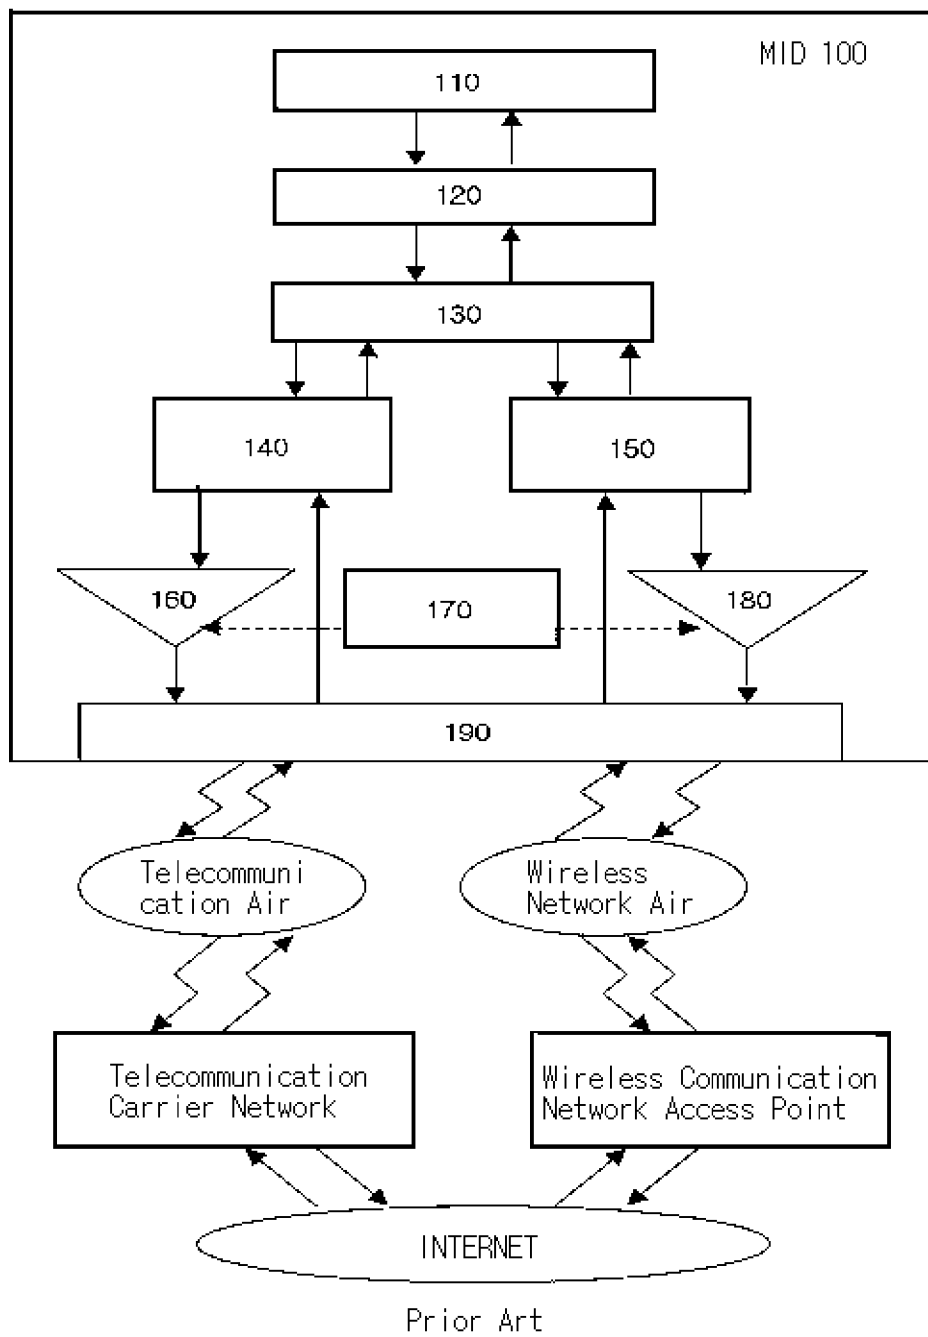 MID 100
110
120
130
140
150
160
170
180
190
Telecommuni
cation Air
Wireless
Network Air
Telecommunication
Carrier Network
Wireless Communication
Network Access Point
INTERNET
Prior Art